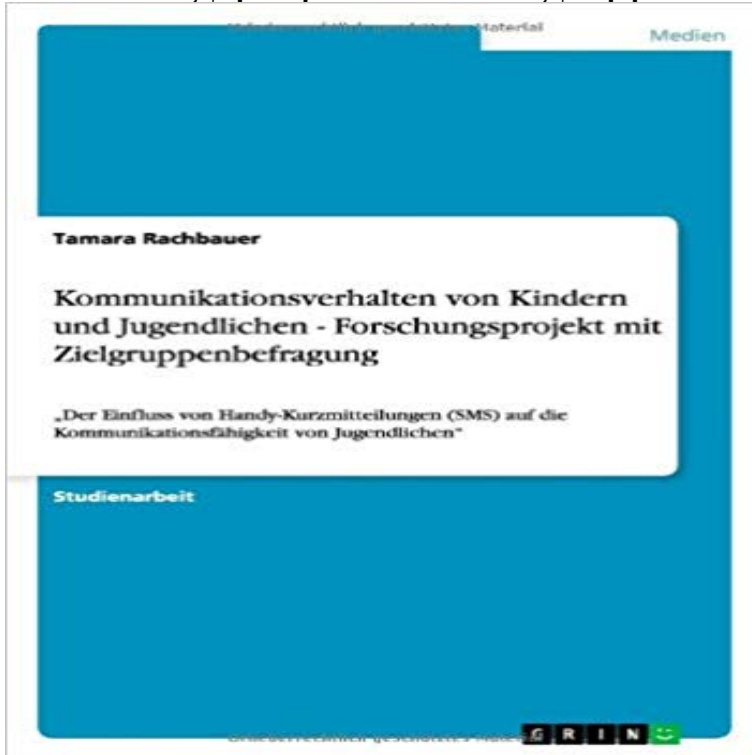 Medien
Tamara Rachbauer
Kommunikationsverhalten von Kindern
und Jugendlichen - Forschungsprojekt mit
Zielgruppenbefragung
„Der Einfluss von Handy-Kurzmitteilungen (SMS) auf die
Kommunikationsfähigkeit von Jugendlichen“
Studienarbeit
G R I N